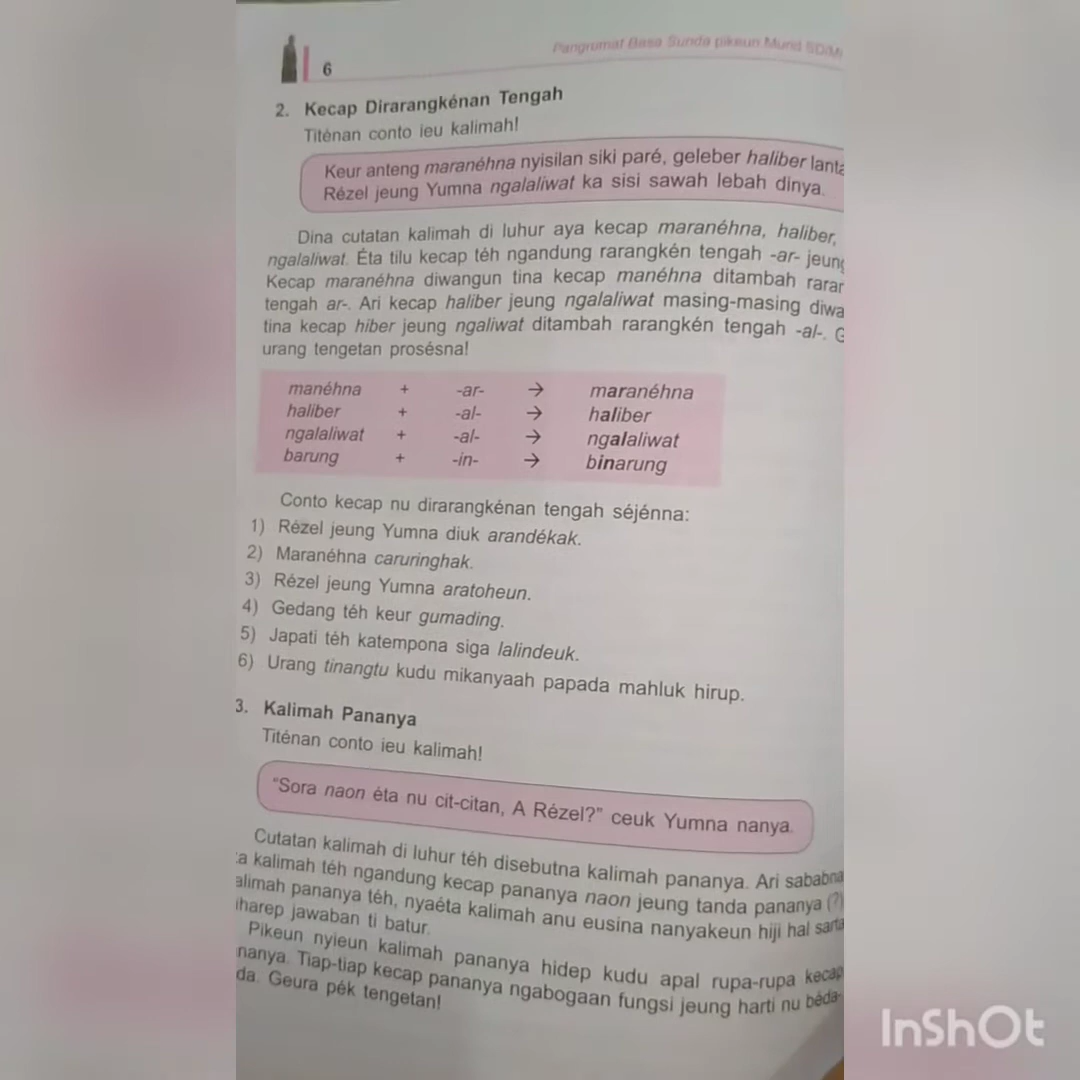 6
Pangrumat Basa Sunda pikeun Murid SD/M
2. Kecap Dirarangkénan Tengah
Titénan conto ieu kalimah!
Keur anteng maranéhna nyisilan siki paré, geleber haliber lanta
Rézel jeung Yumna ngalaliwat ka sisi sawah lebah dinya.
Dina cutatan kalimah di luhur aya kecap maranéhna, haliber,
ngalaliwat. Éta tilu kecap téh ngandung rarangkén tengah -ar- jeung
Kecap maranéhna diwangun tina kecap manéhna ditambah rarar
tengah ar-. Ari kecap haliber jeung ngalaliwat masing-masing diwa
tina kecap hiber jeung ngaliwat ditambah rarangkén tengah -al-. G
urang tengetan prosésna!
manéhna + -ar- → maranéhna
haliber + -al- → haliber
ngalaliwat + -al- → ngalaliwat
barung + -in- → binarung
Conto kecap nu dirarangkénan tengah séjénna:
1) Rézel jeung Yumna diuk arandékak.
2) Maranéhna caruringhak.
3) Rézel jeung Yumna aratoheun.
4) Gedang téh keur gumading.
5) Japati téh katempona siga lalindeuk.
6) Urang tinangtu kudu mikanyaah papada mahluk hirup.
3. Kalimah Pananya
Titénan conto ieu kalimah!
"Sora naon éta nu cit-citan, A Rézel?" ceuk Yumna nanya.
Cutatan kalimah di luhur téh disebutna kalimah pananya. Ari sababna
ta kalimah téh ngandung kecap pananya naon jeung tanda pananya (?)
alimah pananya téh, nyaéta kalimah anu eusina nanyakeun hiji hal sarta
iharep jawaban ti batur.
Pikeun nyieun kalimah pananya hidep kudu apal rupa-rupa kecap
nanya. Tiap-tiap kecap pananya ngabogaan fungsi jeung harti nu béda-
da. Geura pék tengetan!
InShOt